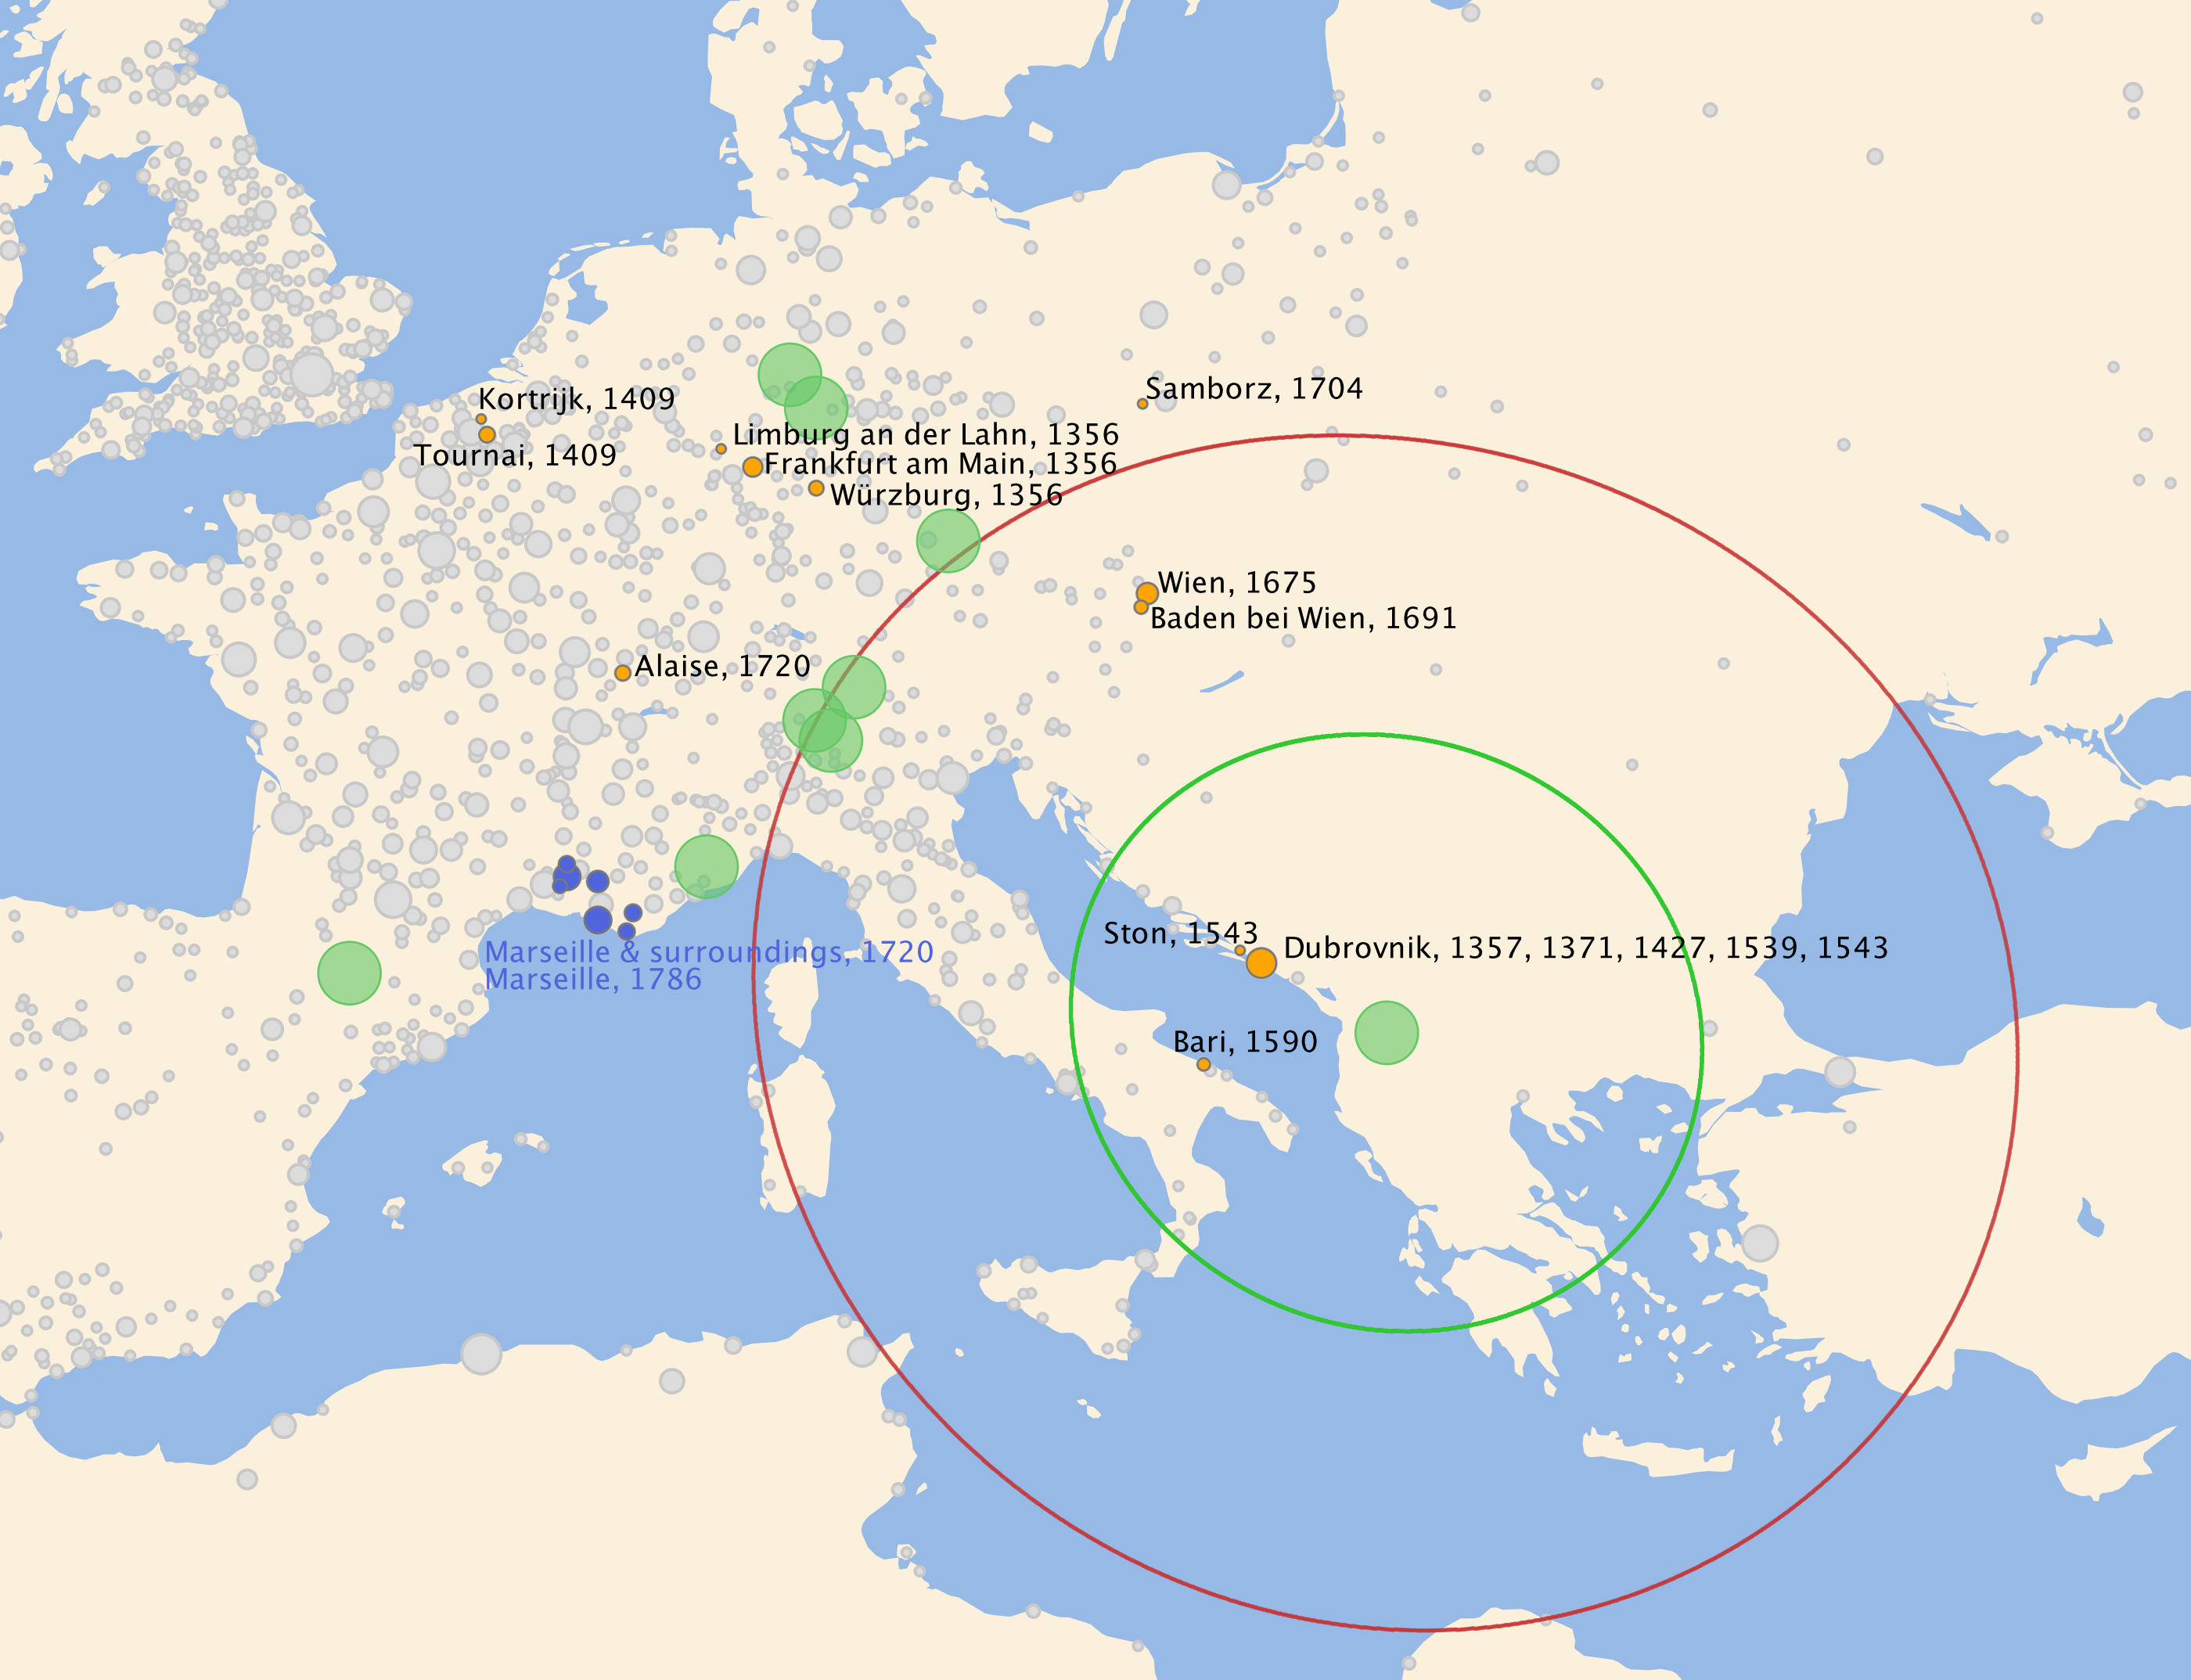 Samborz, 1704
Kortrijk, 1409
Tournai, 1409
Limburg an der Lahn, 1356
Frankfurt am Main, 1356
Würzburg, 1356
Wien, 1675
Baden bei Wien, 1691
Alaise, 1720
Ston, 1543
Dubrovnik, 1357, 1371, 1427, 1539, 1543
Marseille & surroundings, 1720
Marseille, 1786
Bari, 1590